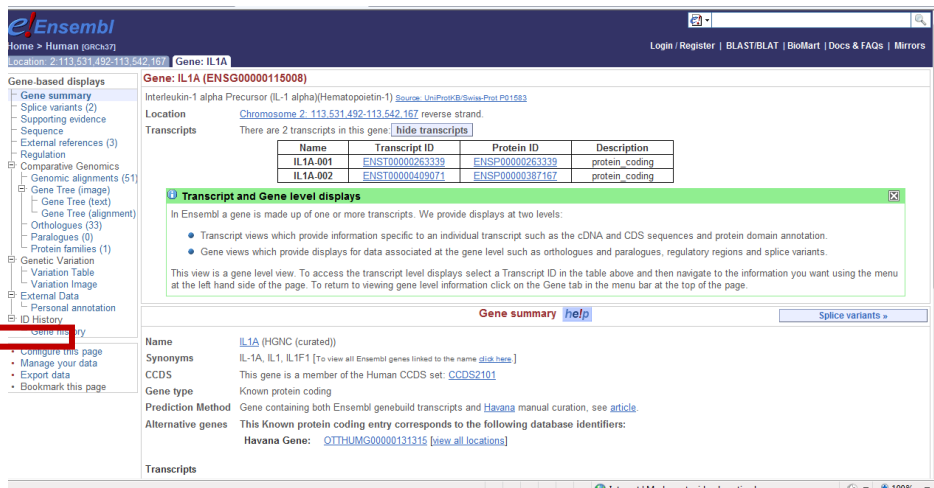 e!Ensembl
Home > Human [GRCh37]
Login / Register | BLAST/BLAT | BioMart | Docs & FAQs | Mirrors
Location: 2:113,531,492-113,542,167 Gene: IL1A
Gene-based displays
Gene summary
Splice variants (2)
Supporting evidence
Sequence
External references (3)
Regulation
Comparative Genomics
Genomic alignments (51)
Gene Tree (image)
Gene Tree (text)
Gene Tree (alignment)
Orthologues (33)
Paralogues (0)
Protein families (1)
Genetic Variation
Variation Table
Variation Image
External Data
Personal annotation
ID History
Gene history
Configure this page
Manage your data
Export data
Bookmark this page
Gene: IL1A (ENSG00000115008)
Interleukin-1 alpha Precursor (IL-1 alpha)(Hematopoietin-1) Source: UniProtKB/Swiss-Prot P01583
Location Chromosome 2: 113,531,492-113,542,167 reverse strand.
Transcripts There are 2 transcripts in this gene: hide transcripts
Name Transcript ID Protein ID Description
IL1A-001 ENST00000263339 ENSP00000263339 protein_coding
IL1A-002 ENST00000409071 ENSP00000387167 protein_coding
Transcript and Gene level displays
In Ensembl a gene is made up of one or more transcripts. We provide displays at two levels:
Transcript views which provide information specific to an individual transcript such as the cDNA and CDS sequences and protein domain annotation.
Gene views which provide displays for data associated at the gene level such as orthologues and paralogues, regulatory regions and splice variants.
This view is a gene level view. To access the transcript level displays select a Transcript ID in the table above and then navigate to the information you want using the menu
at the left hand side of the page. To return to viewing gene level information click on the Gene tab in the menu bar at the top of the page.
Gene summary help
Splice variants »
Name IL1A (HGNC (curated))
Synonyms IL-1A, IL1, IL1F1 [To view all Ensembl genes linked to the name click here.]
CCDS This gene is a member of the Human CCDS set: CCDS2101
Gene type Known protein coding
Prediction Method Gene containing both Ensembl genebuild transcripts and Havana manual curation, see article.
Alternative genes This Known protein coding entry corresponds to the following database identifiers:
Havana Gene: OTTHUMG00000131315 [view all locations]
Transcripts